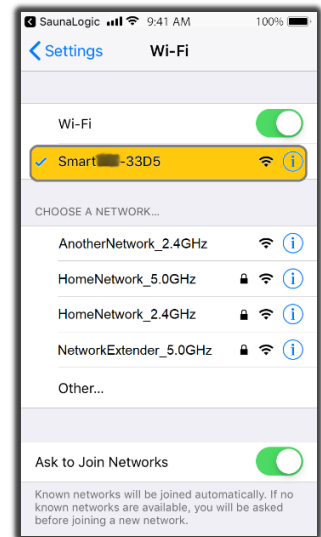 SaunaLogic 9:41 AM 100%
Settings Wi-Fi
Wi-Fi
Smart -33D5
CHOOSE A NETWORK...
AnotherNetwork_2.4GHz
HomeNetwork_5.0GHz
HomeNetwork_2.4GHz
NetworkExtender_5.0GHz
Other...
Ask to Join Networks
Known networks will be joined automatically. If no
known networks are available, you will be asked
before joining a new network.